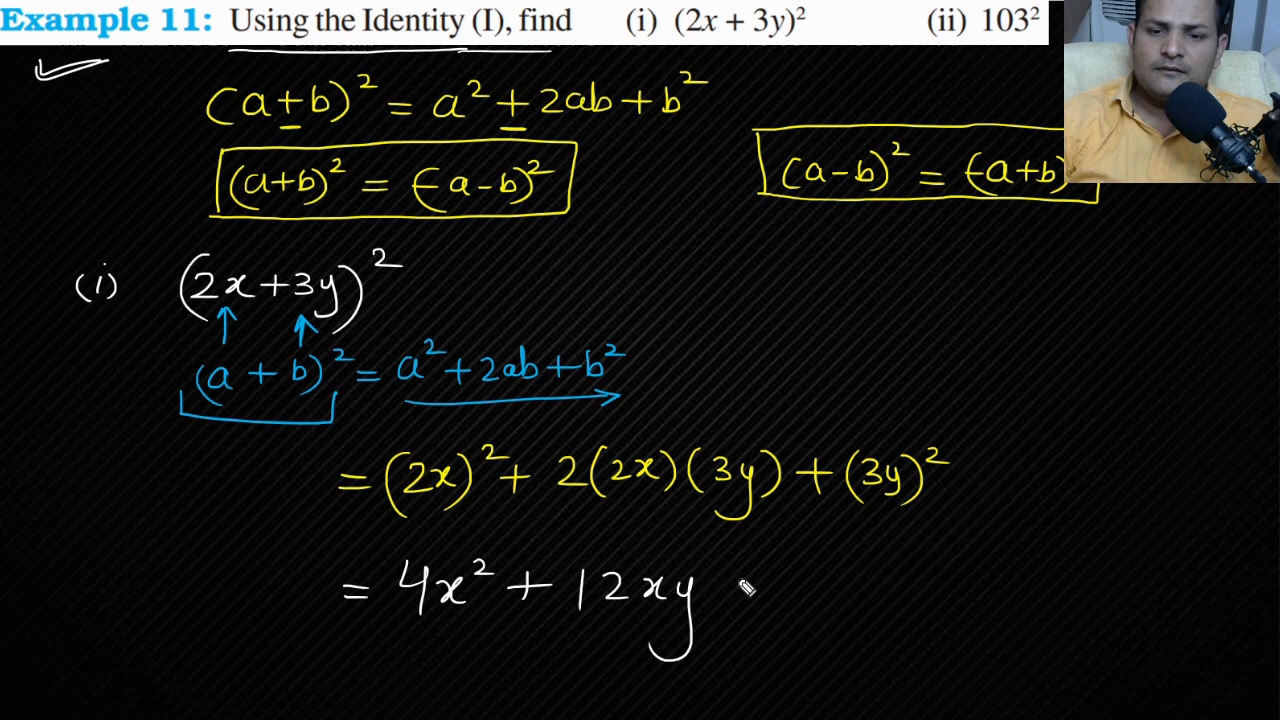 Example 11: Using the Identity (I), find (i) (2x + 3y)² (ii) 103²
(a+b)² = a² + 2ab + b²
(a+b)² = (-a-b)² (a-b)² = (-a+b)
(i) (2x+3y)²
(a + b)² = a² + 2ab + b²
= (2x)² + 2(2x)(3y) + (3y)²
= 4x² + 12xy